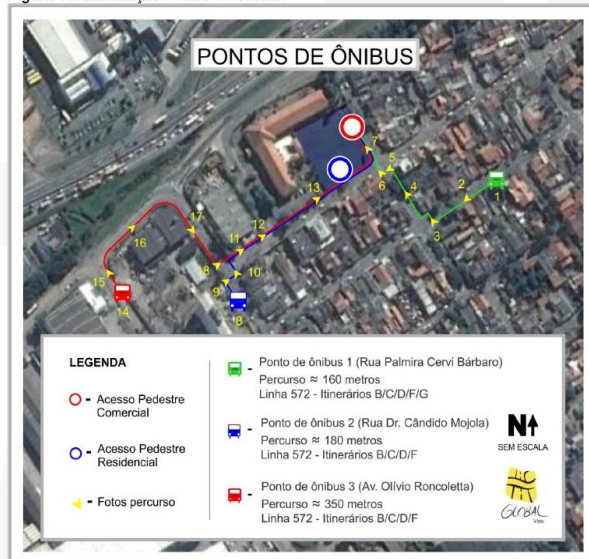 PONTOS DE ÔNIBUS
1
2
3
4
5
6
7
8
9
10
11
12
13
14
15
16
17
18
LEGENDA
- Acesso Pedestre
Comercial
- Acesso Pedestre
Residencial
- Fotos percurso
- Ponto de ônibus 1 (Rua Palmira Cervi Bárbaro)
Percurso ≈ 160 metros
Linha 572 - Itinerários B/C/D/F/G
- Ponto de ônibus 2 (Rua Dr. Cândido Mojola)
Percurso ≈ 180 metros
Linha 572 - Itinerários B/C/D/F
- Ponto de ônibus 3 (Av. Olívio Roncoletta)
Percurso ≈ 350 metros
Linha 572 - Itinerários B/C/D/F
N
SEM ESCALA
GLOBAL
Vias